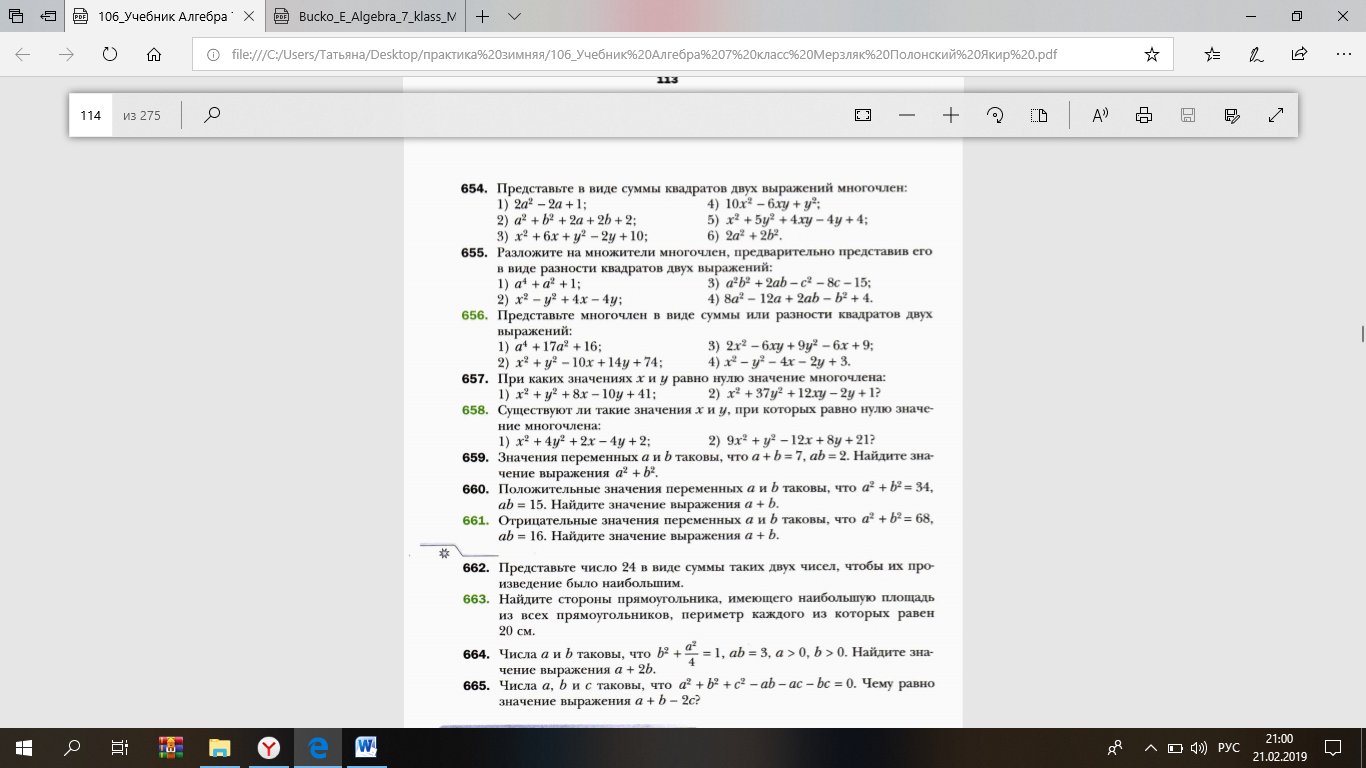 106_Учебник Алгебра 7
Bucko_E_Algebra_7_klass_M
file:///C:/Users/Татьяна/Desktop/практика%20зимняя/106_Учебник%20Алгебра%207%20класс%20Мерзляк%20Полонский%20Якир%20.pdf
113
114 из 275
654. Представьте в виде суммы квадратов двух выражений многочлен:
1) 2a² − 2a + 1; 4) 10x² − 6xy + y²;
2) a² + b² + 2a + 2b + 2; 5) x² + 5y² + 4xy − 4y + 4;
3) x² + 6x + y² − 2y + 10; 6) 2a² + 2b².
655. Разложите на множители многочлен, предварительно представив его
в виде разности квадратов двух выражений:
1) a⁴ + a² + 1; 3) a²b² + 2ab − c² − 8c − 15;
2) x² − y² + 4x − 4y; 4) 8a² − 12a + 2ab − b² + 4.
656. Представьте многочлен в виде суммы или разности квадратов двух
выражений:
1) a⁴ + 17a² + 16; 3) 2x² − 6xy + 9y² − 6x + 9;
2) x² + y² − 10x + 14y + 74; 4) x² − y² − 4x − 2y + 3.
657. При каких значениях x и y равно нулю значение многочлена:
1) x² + y² + 8x − 10y + 41; 2) x² + 37y² + 12xy − 2y + 1?
658. Существуют ли такие значения x и y, при которых равно нулю значе-
ние многочлена:
1) x² + 4y² + 2x − 4y + 2; 2) 9x² + y² − 12x + 8y + 21?
659. Значения переменных a и b таковы, что a + b = 7, ab = 2. Найдите зна-
чение выражения a² + b².
660. Положительные значения переменных a и b таковы, что a² + b² = 34,
ab = 15. Найдите значение выражения a + b.
661. Отрицательные значения переменных a и b таковы, что a² + b² = 68,
ab = 16. Найдите значение выражения a + b.
662. Представьте число 24 в виде суммы таких двух чисел, чтобы их про-
изведение было наибольшим.
663. Найдите стороны прямоугольника, имеющего наибольшую площадь
из всех прямоугольников, периметр каждого из которых равен
20 см.
664. Числа a и b таковы, что b² + a²/4 = 1, ab = 3, a > 0, b > 0. Найдите зна-
чение выражения a + 2b.
665. Числа a, b и c таковы, что a² + b² + c² − ab − ac − bc = 0. Чему равно
значение выражения a + b − 2c?
РУС
21:00
21.02.2019